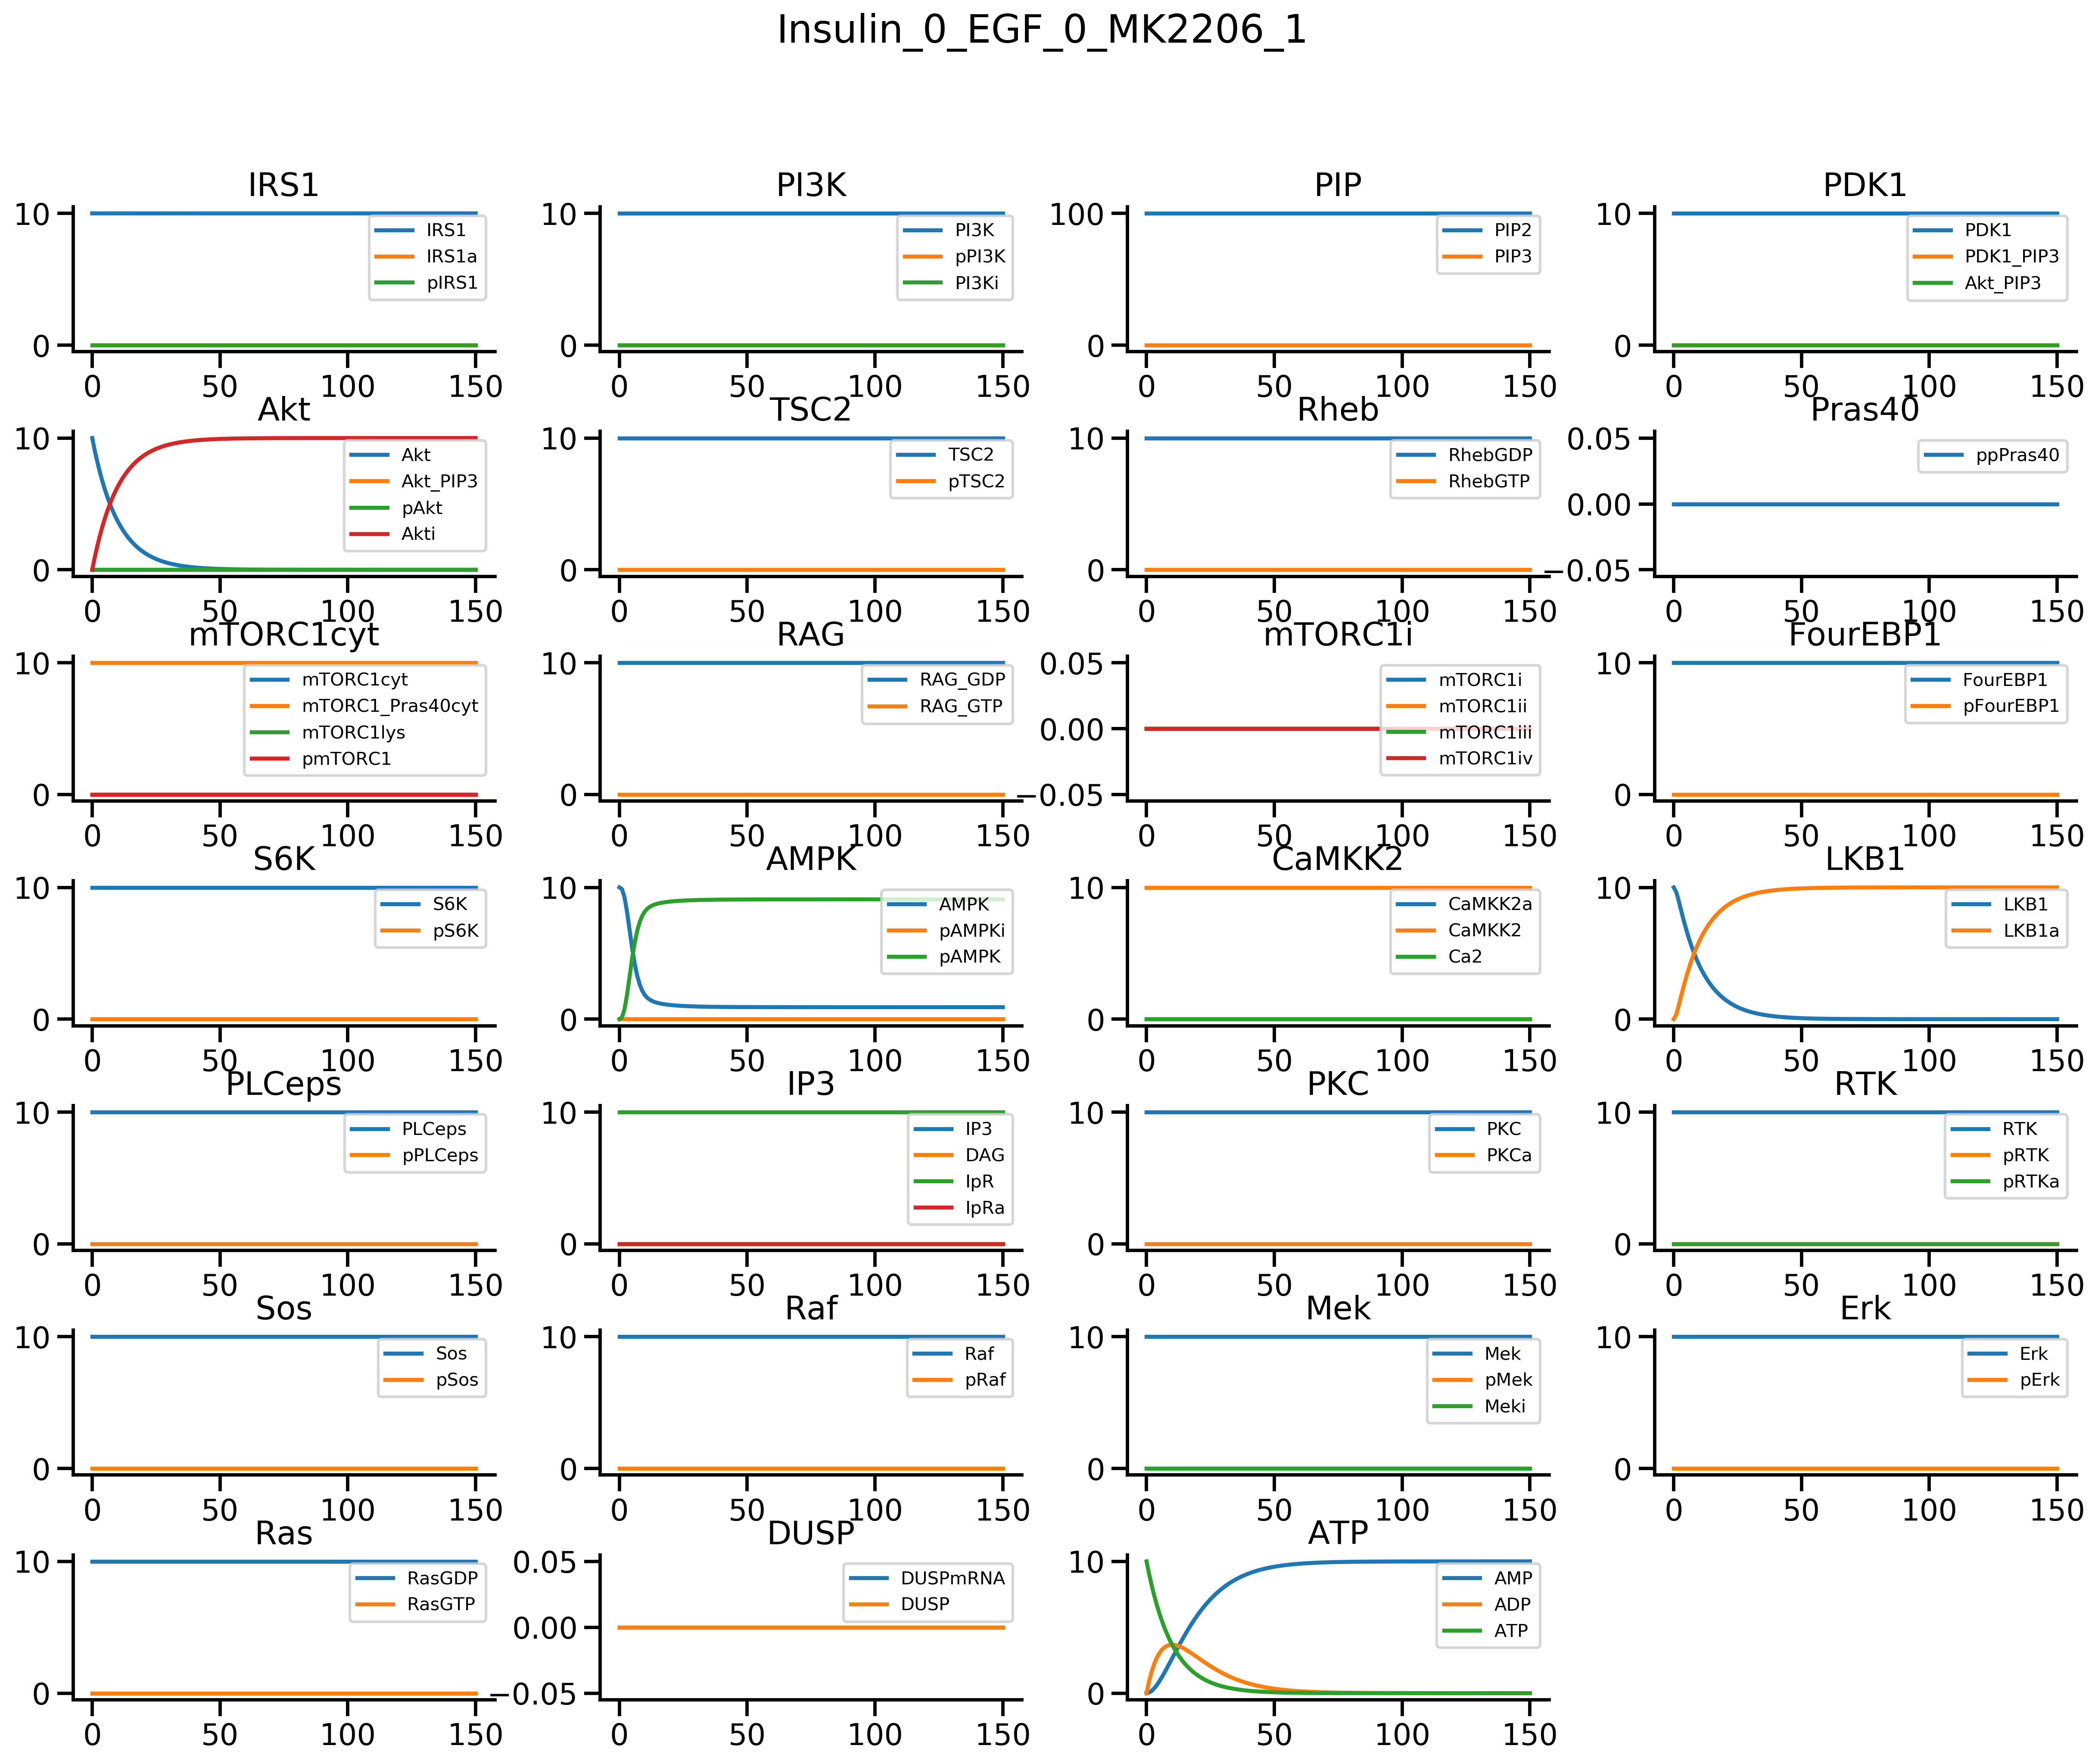 Insulin_0_EGF_0_MK2206_1
IRS1
10
0
0 50 100 150
IRS1
IRS1a
pIRS1
PI3K
10
0
0 50 100 150
PI3K
pPI3K
PI3Ki
PIP
100
0
0 50 100 150
PIP2
PIP3
PDK1
10
0
0 50 100 150
PDK1
PDK1_PIP3
Akt_PIP3
Akt
10
0
0 50 100 150
Akt
Akt_PIP3
pAkt
Akti
TSC2
10
0
0 50 100 150
TSC2
pTSC2
Rheb
10
0
0 50 100 150
RhebGDP
RhebGTP
Pras40
0.05
0.00
−0.05
0 50 100 150
ppPras40
mTORC1cyt
10
0
0 50 100 150
mTORC1cyt
mTORC1_Pras40cyt
mTORC1lys
pmTORC1
RAG
10
0
0 50 100 150
RAG_GDP
RAG_GTP
mTORC1i
0.05
0.00
−0.05
0 50 100 150
mTORC1i
mTORC1ii
mTORC1iii
mTORC1iv
FourEBP1
10
0
0 50 100 150
FourEBP1
pFourEBP1
S6K
10
0
0 50 100 150
S6K
pS6K
AMPK
10
0
0 50 100 150
AMPK
pAMPKi
pAMPK
CaMKK2
10
0
0 50 100 150
CaMKK2a
CaMKK2
Ca2
LKB1
10
0
0 50 100 150
LKB1
LKB1a
PLCeps
10
0
0 50 100 150
PLCeps
pPLCeps
IP3
10
0
0 50 100 150
IP3
DAG
IpR
IpRa
PKC
10
0
0 50 100 150
PKC
PKCa
RTK
10
0
0 50 100 150
RTK
pRTK
pRTKa
Sos
10
0
0 50 100 150
Sos
pSos
Raf
10
0
0 50 100 150
Raf
pRaf
Mek
10
0
0 50 100 150
Mek
pMek
Meki
Erk
10
0
0 50 100 150
Erk
pErk
Ras
10
0
0 50 100 150
RasGDP
RasGTP
DUSP
0.05
0.00
−0.05
0 50 100 150
DUSPmRNA
DUSP
ATP
10
0
0 50 100 150
AMP
ADP
ATP